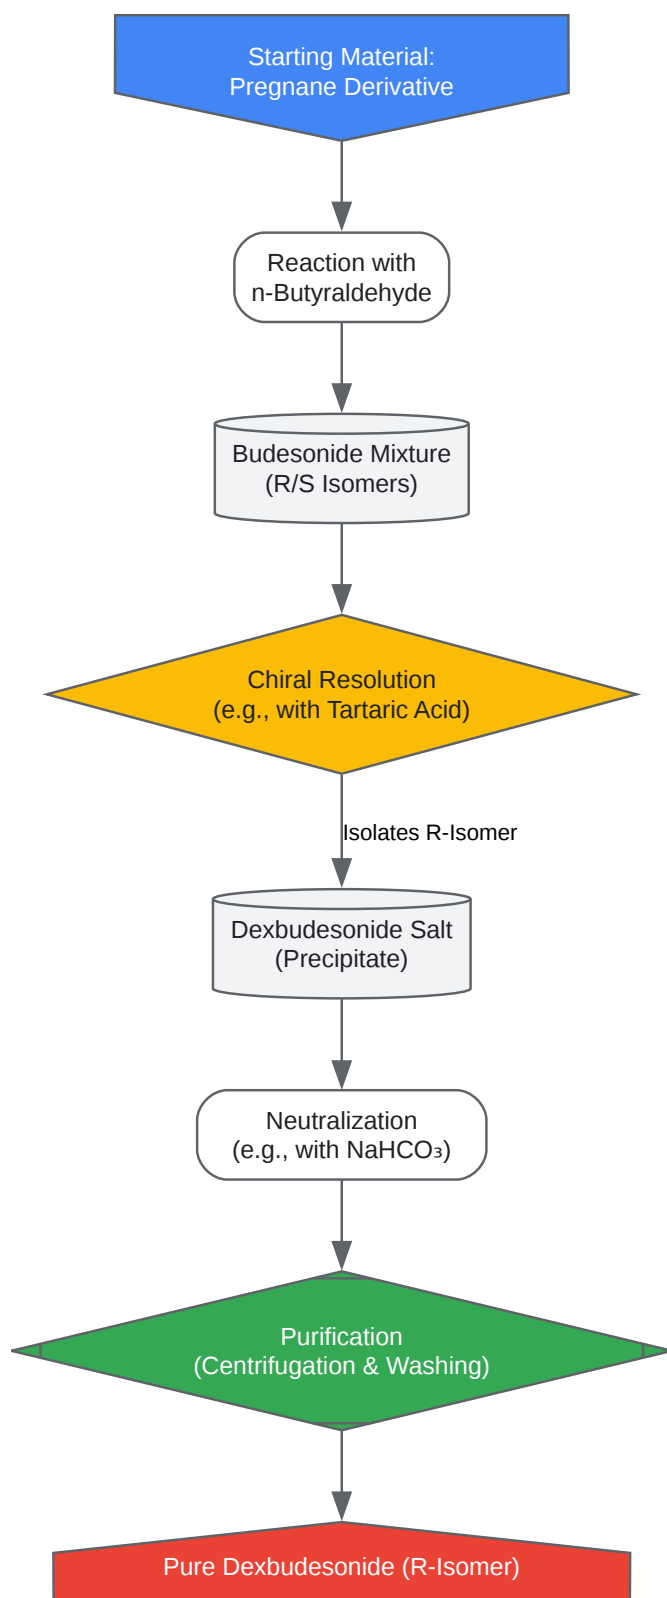 Starting Material:
Pregnane Derivative
Reaction with
n-Butyraldehyde
Budesonide Mixture
(R/S Isomers)
Chiral Resolution
(e.g., with Tartaric Acid)
Isolates R-Isomer
Dexbudesonide Salt
(Precipitate)
Neutralization
(e.g., with NaHCO₃)
Purification
(Centrifugation & Washing)
Pure Dexbudesonide (R-Isomer)